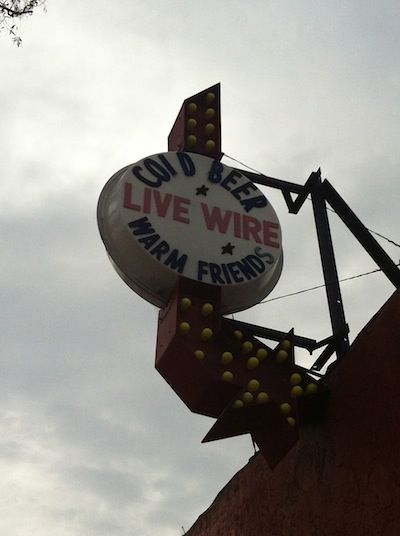 COLD BEER
LIVE WIRE
WARM FRIENDS